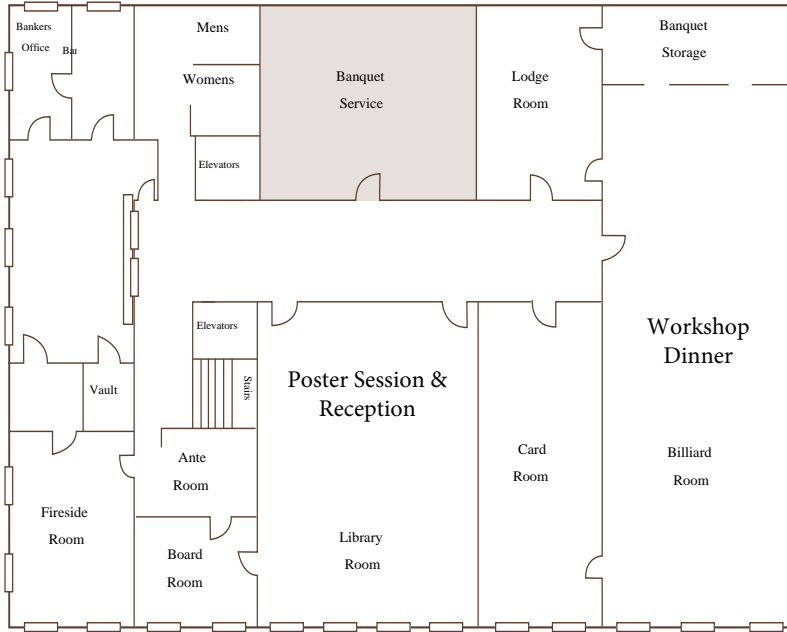 Bankers
Office
Mens
Womens
Elevators
Banquet
Service
Lodge
Room
Banquet
Storage
Elevators
Stairs
Vault
Poster Session &
Reception
Workshop
Dinner
Ante
Room
Card
Room
Billiard
Room
Fireside
Room
Board
Room
Library
Room